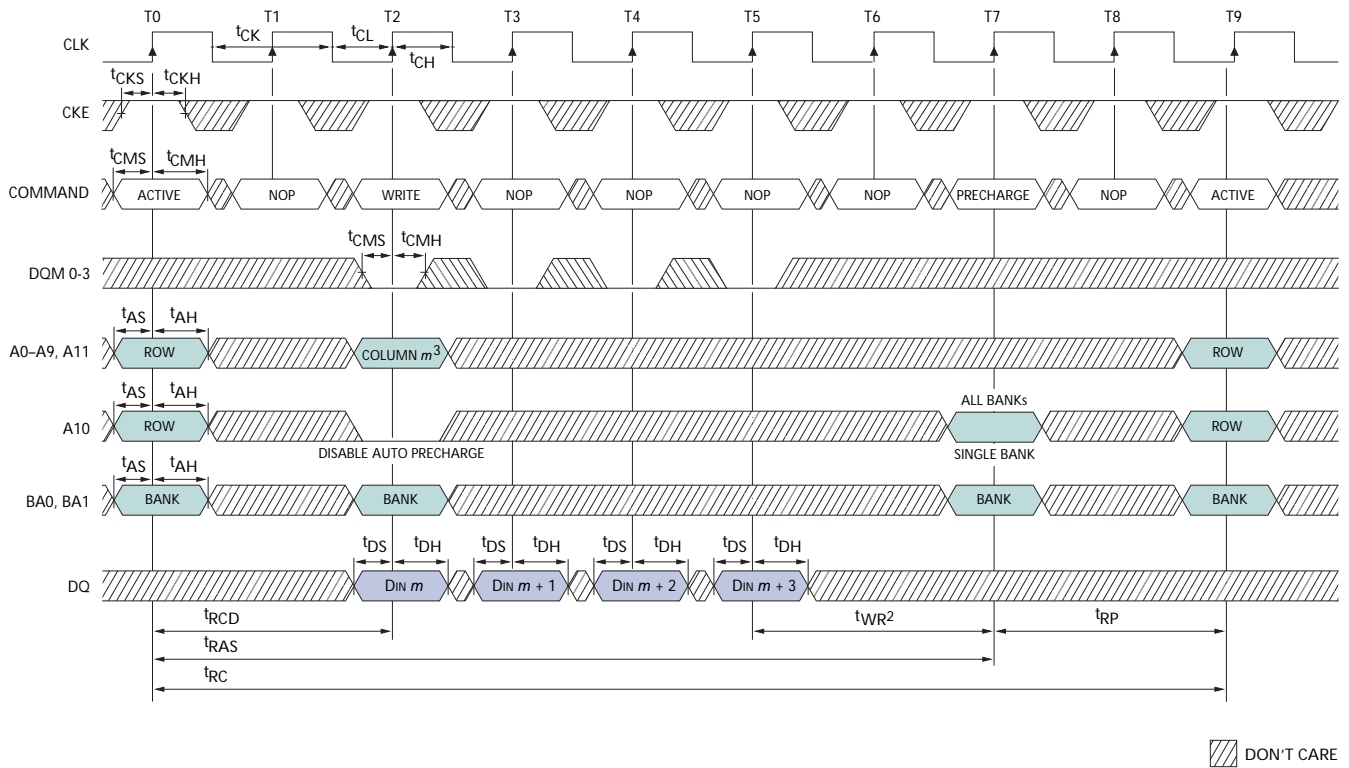 T0 T1 T2 T3 T4 T5 T6 T7 T8 T9
CLK tCK tCL tCH
tCKS tCKH
CKE
tCMS tCMH
COMMAND ACTIVE NOP WRITE NOP NOP NOP NOP PRECHARGE NOP ACTIVE
tCMS tCMH
DQM 0-3
tAS tAH
A0–A9, A11 ROW COLUMN m3 ROW
tAS tAH ALL BANKs
A10 ROW ROW
DISABLE AUTO PRECHARGE SINGLE BANK
tAS tAH
BA0, BA1 BANK BANK BANK BANK
tDS tDH tDS tDH tDS tDH tDS tDH
DQ DIN m DIN m + 1 DIN m + 2 DIN m + 3
tRCD tWR2 tRP
tRAS
tRC
DON'T CARE